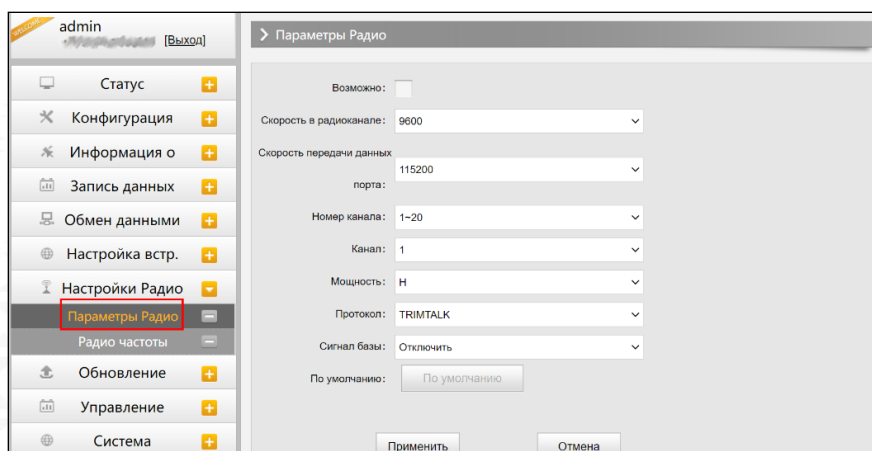 WELCOME
admin
[Выход]
Статус
Конфигурация
Информация о
Запись данных
Обмен данными
Настройка встр.
Настройки Радио
Параметры Радио
Радио частоты
Обновление
Управление
Система
Параметры Радио
Возможно:
Скорость в радиоканале: 9600
Скорость передачи данных
порта: 115200
Номер канала: 1~20
Канал: 1
Мощность: H
Протокол: TRIMTALK
Сигнал базы: Отключить
По умолчанию: По умолчанию
Применить Отмена